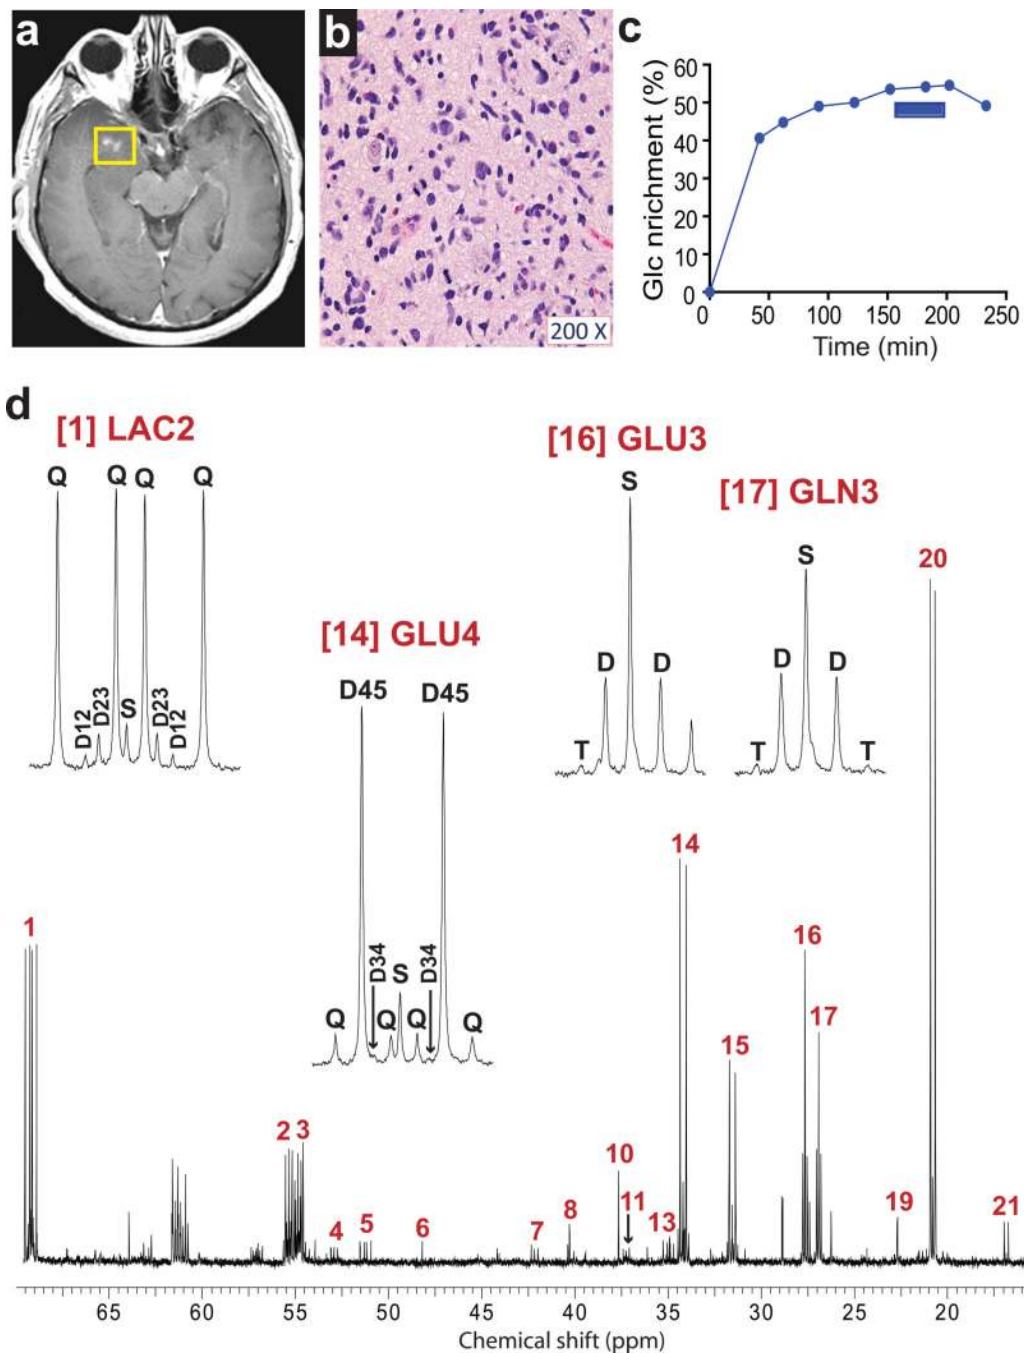 a
b
200 X
c
Glc nrichment (%)
60
50
40
30
20
10
0
0 50 100 150 200 250
Time (min)
d
[1] LAC2
Q Q Q Q
D12 D23 S D23 D12
[14] GLU4
D45 D45
D34 S D34
Q Q Q Q
[16] GLU3
S
D D
T
[17] GLN3
S
D D
T T
1 2 3 4 5 6 7 8 10 11 13 14 15 16 17 19 20 21
65 60 55 50 45 40 35 30 25 20
Chemical shift (ppm)